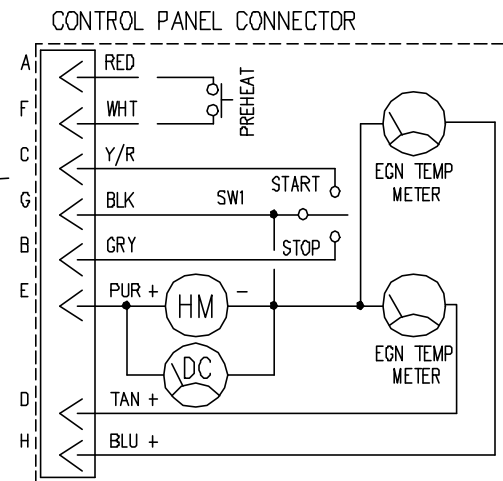 CONTROL PANEL CONNECTOR
A RED
F WHT
PREHEAT
C Y/R
START
G BLK SW1
B GRY STOP
E PUR + HM -
DC
EGN TEMP
METER
EGN TEMP
METER
D TAN +
H BLU +